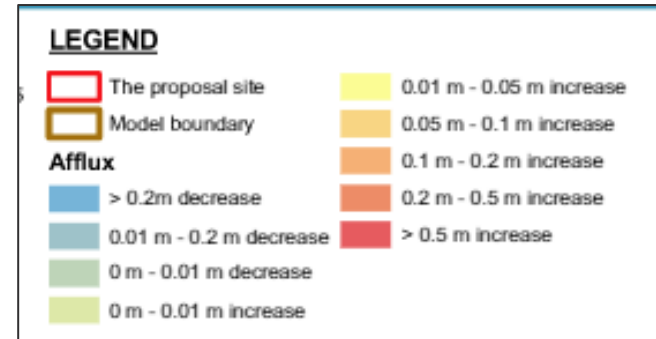 LEGEND
The proposal site
Model boundary
Afflux
> 0.2m decrease
0.01 m - 0.2 m decrease
0 m - 0.01 m decrease
0 m - 0.01 m increase
0.01 m - 0.05 m increase
0.05 m - 0.1 m increase
0.1 m - 0.2 m increase
0.2 m - 0.5 m increase
> 0.5 m increase